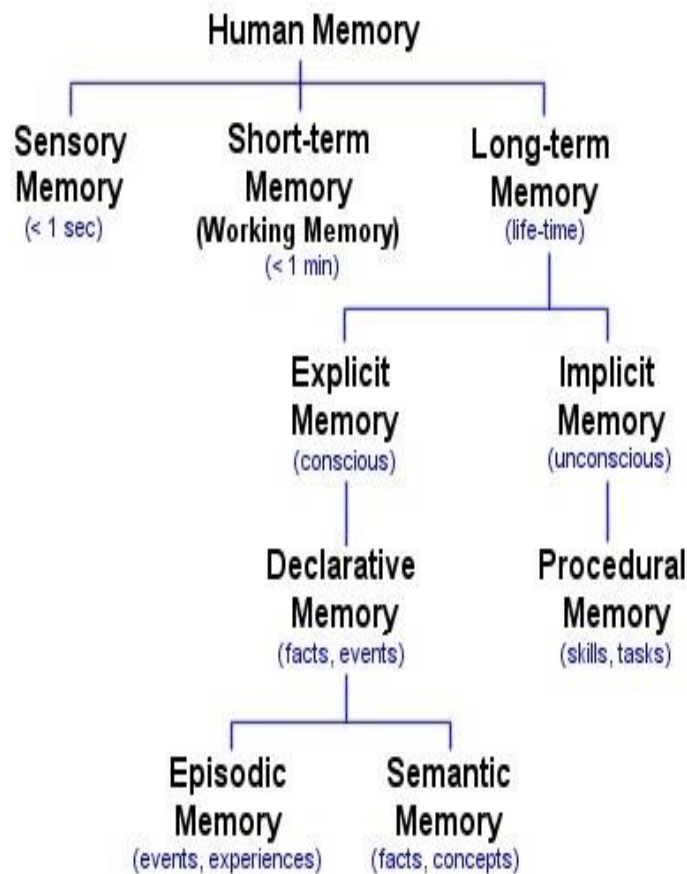 Human Memory
Sensory
Memory
(< 1 sec)
Short-term
Memory
(Working Memory)
(< 1 min)
Long-term
Memory
(life-time)
Explicit
Memory
(conscious)
Implicit
Memory
(unconscious)
Declarative
Memory
(facts, events)
Procedural
Memory
(skills, tasks)
Episodic
Memory
(events, experiences)
Semantic
Memory
(facts, concepts)